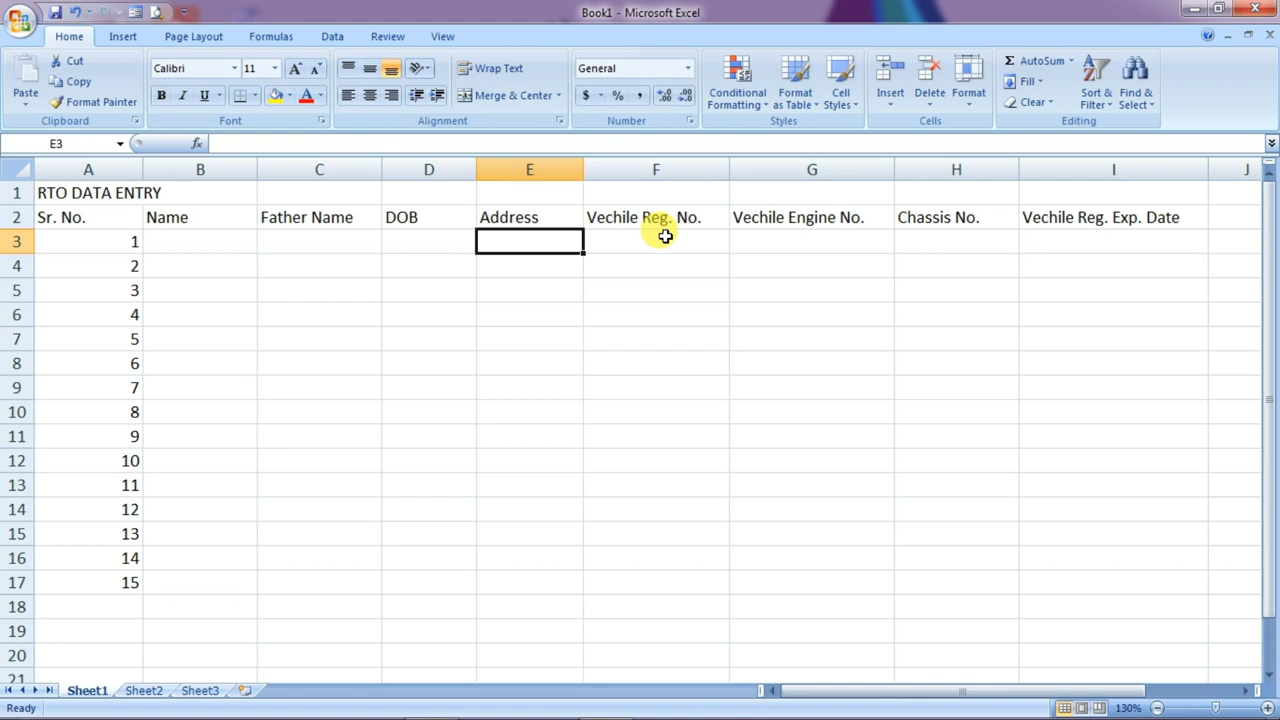 Book1 - Microsoft Excel
Home Insert Page Layout Formulas Data Review View
Paste Cut Copy Format Painter Clipboard
Calibri 11 B I U A A A Font
Wrap Text Merge & Center Alignment
General $ % , .0 .00 .00 .0 Number
Conditional Formatting Format as Table Cell Styles Styles
Insert Delete Format Cells
Σ AutoSum Fill Clear Sort & Filter Find & Select Editing
E3 fx
A B C D E F G H I J
1 RTO DATA ENTRY
2 Sr. No. Name Father Name DOB Address Vechile Reg. No. Vechile Engine No. Chassis No. Vechile Reg. Exp. Date
3 1
4 2
5 3
6 4
7 5
8 6
9 7
10 8
11 9
12 10
13 11
14 12
15 13
16 14
17 15
18
19
20
21
Sheet1 Sheet2 Sheet3
Ready 130%